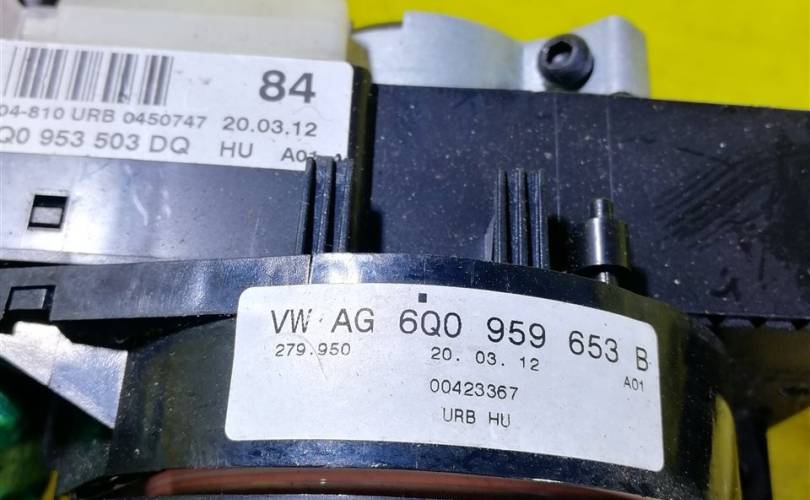 84
04-810 URB 0450747 20.03.12
Q0 953 503 DQ HU A01
VW AG 6Q0 959 653 B
279.950 20. 03. 12 A01
00423367
URB HU